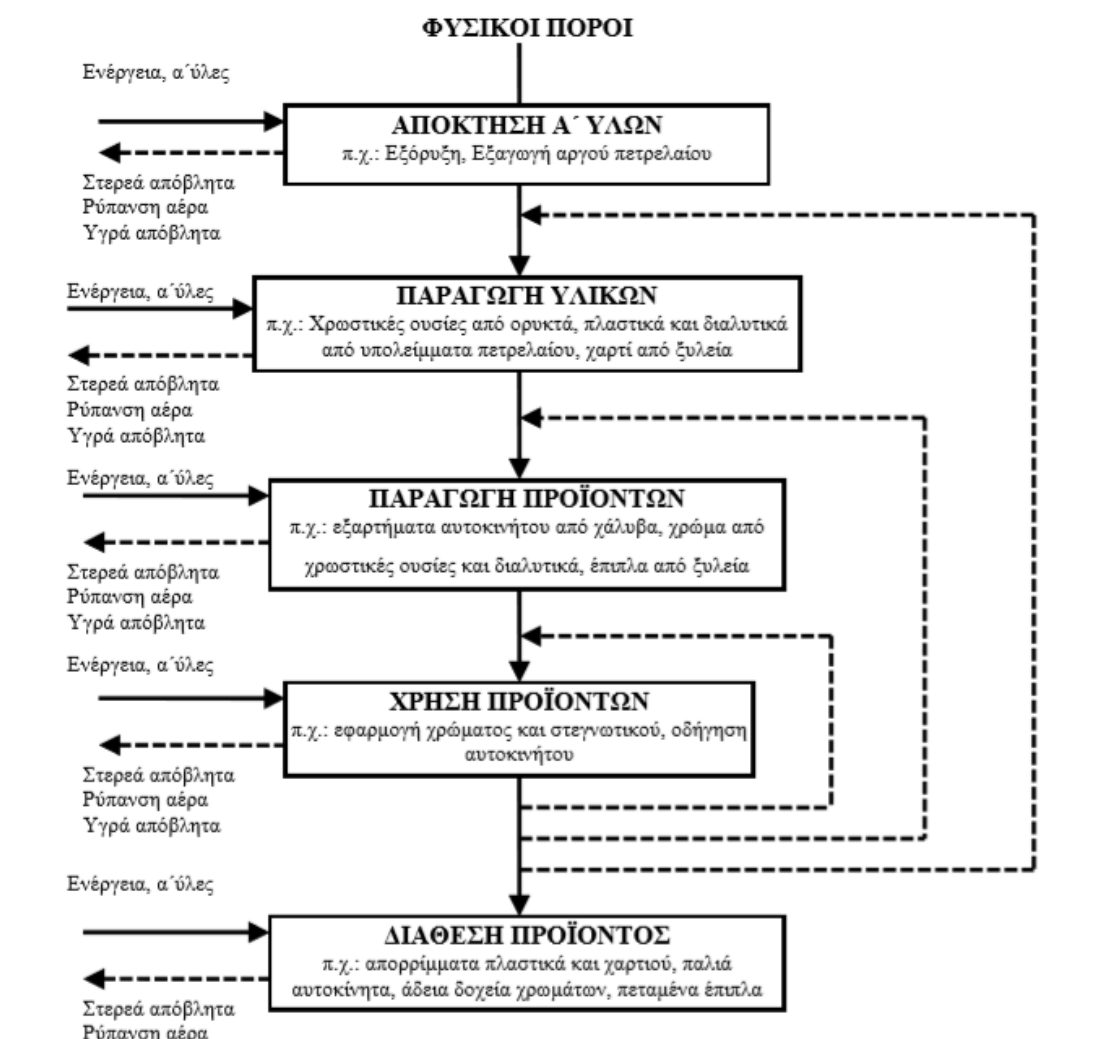 ΦΥΣΙΚΟΙ ΠΟΡΟΙ
Ενέργεια, α΄ύλες
ΑΠΟΚΤΗΣΗ Α΄ ΥΛΩΝ
π.χ.: Εξόρυξη, Εξαγωγή αργού πετρελαίου
Στερεά απόβλητα
Ρύπανση αέρα
Υγρά απόβλητα
Ενέργεια, α΄ύλες
ΠΑΡΑΓΩΓΗ ΥΛΙΚΩΝ
π.χ.: Χρωστικές ουσίες από ορυκτά, πλαστικά και διαλυτικά
από υπολείμματα πετρελαίου, χαρτί από ξυλεία
Στερεά απόβλητα
Ρύπανση αέρα
Υγρά απόβλητα
Ενέργεια, α΄ύλες
ΠΑΡΑΓΩΓΗ ΠΡΟΪΟΝΤΩΝ
π.χ.: εξαρτήματα αυτοκινήτου από χάλυβα, χρώμα από
χρωστικές ουσίες και διαλυτικά, έπιπλα από ξυλεία
Στερεά απόβλητα
Ρύπανση αέρα
Υγρά απόβλητα
Ενέργεια, α΄ύλες
ΧΡΗΣΗ ΠΡΟΪΟΝΤΩΝ
π.χ.: εφαρμογή χρώματος και στεγνωτικού, οδήγηση
αυτοκινήτου
Στερεά απόβλητα
Ρύπανση αέρα
Υγρά απόβλητα
Ενέργεια, α΄ύλες
ΔΙΑΘΕΣΗ ΠΡΟΪΟΝΤΟΣ
π.χ.: απορρίμματα πλαστικά και χαρτιού, παλιά
αυτοκίνητα, άδεια δοχεία χρωμάτων, πεταμένα έπιπλα
Στερεά απόβλητα
Ρύπανση αέρα